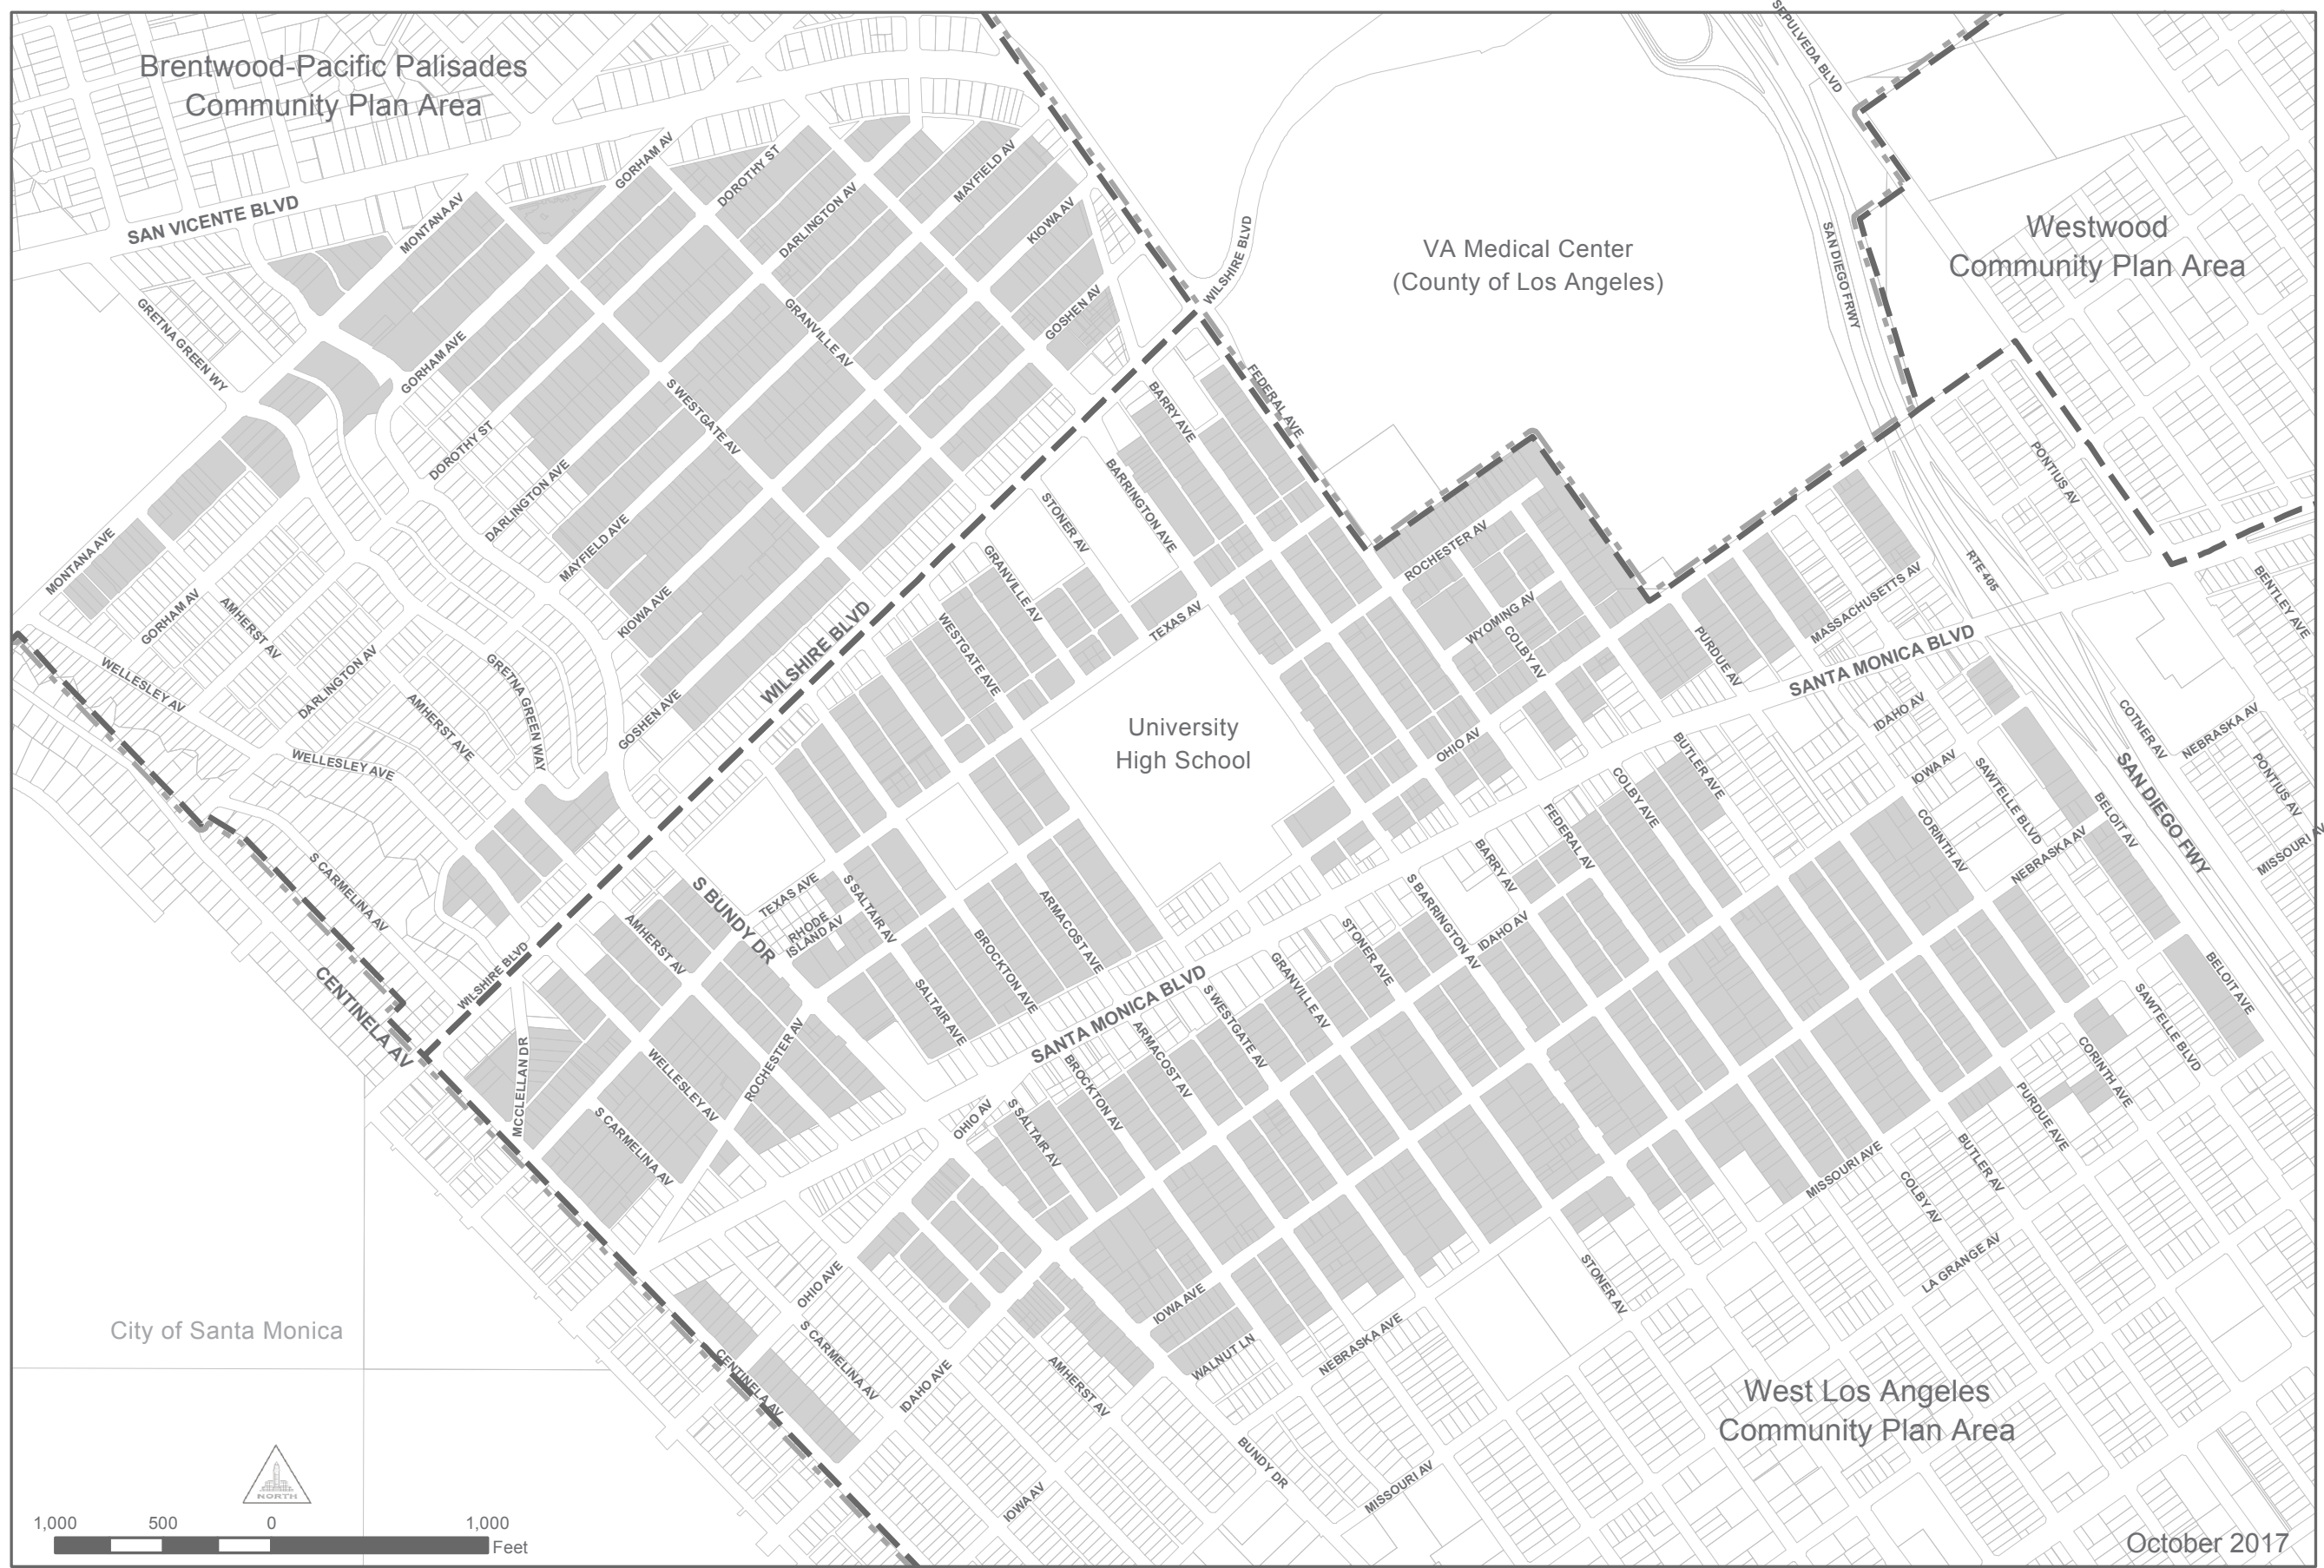 Brentwood-Pacific Palisades
Community Plan Area
SEPULVEDA BLVD
SAN VICENTE BLVD
MONTANA AV
GORHAM AV
DOROTHY ST
DARLINGTON AV
MAYFIELD AV
KIOWA AV
GOSHEN AV
WILSHIRE BLVD
VA Medical Center
(County of Los Angeles)
SAN DIEGO FRWY
Westwood
Community Plan Area
GRETNA GREEN WY
GORHAM AVE
GRANVILLE AV
S WESTGATE AV
DOROTHY ST
DARLINGTON AVE
MAYFIELD AVE
KIOWA AVE
GOSHEN AVE
BARRY AVE
FEDERAL AVE
BARRINGTON AVE
STONER AV
GRANVILLE AV
WESTGATE AVE
TEXAS AV
ROCHESTER AV
WYOMING AV
COLBY AV
PURDUE AV
MASSACHUSETTS AV
PONTIUS AV
RTE 405
BENTLEY AVE
MONTANA AVE
GORHAM AV
AMHERST AV
DARLINGTON AV
WELLESLEY AV
WELLESLEY AVE
AMHERST AVE
GRETNA GREEN WAY
WILSHIRE BLVD
University
High School
OHIO AV
SANTA MONICA BLVD
IDAHO AV
IOWA AV
SAWTELLE BLVD
COTNER AV
NEBRASKA AV
PONTIUS AV
MISSOURI AV
SAN DIEGO FWY
BELOIT AV
NEBRASKA AV
CORINTH AV
BUTLER AVE
COLBY AVE
FEDERAL AV
BARRY AV
S BARRINGTON AV
IDAHO AV
STONER AVE
GRANVILLE AV
S WESTGATE AV
ARMACOST AV
BROCKTON AV
S SALTAIR AV
OHIO AV
SANTA MONICA BLVD
S CARMELINA AV
CENTINELA AV
WILSHIRE BLVD
MCCLELLAN DR
AMHERST AV
S BUNDY DR
TEXAS AVE
RHODE
ISLAND AV
S SALTAIR AV
SALTAIR AVE
BROCKTON AVE
ARMACOST AVE
ROCHESTER AV
WELLESLEY AV
S CARMELINA AV
BELOIT AVE
SAWTELLE BLVD
CORINTH AVE
PURDUE AVE
BUTLER AV
COLBY AV
MISSOURI AVE
LA GRANGE AV
STONER AV
City of Santa Monica
OHIO AVE
S CARMELINA AV
CENTINELA AV
IDAHO AVE
AMHERST AV
IOWA AVE
WALNUT LN
NEBRASKA AVE
BUNDY DR
MISSOURI AV
IOWA AV
West Los Angeles
Community Plan Area
NORTH
1,000 500 0 1,000
Feet
October 2017